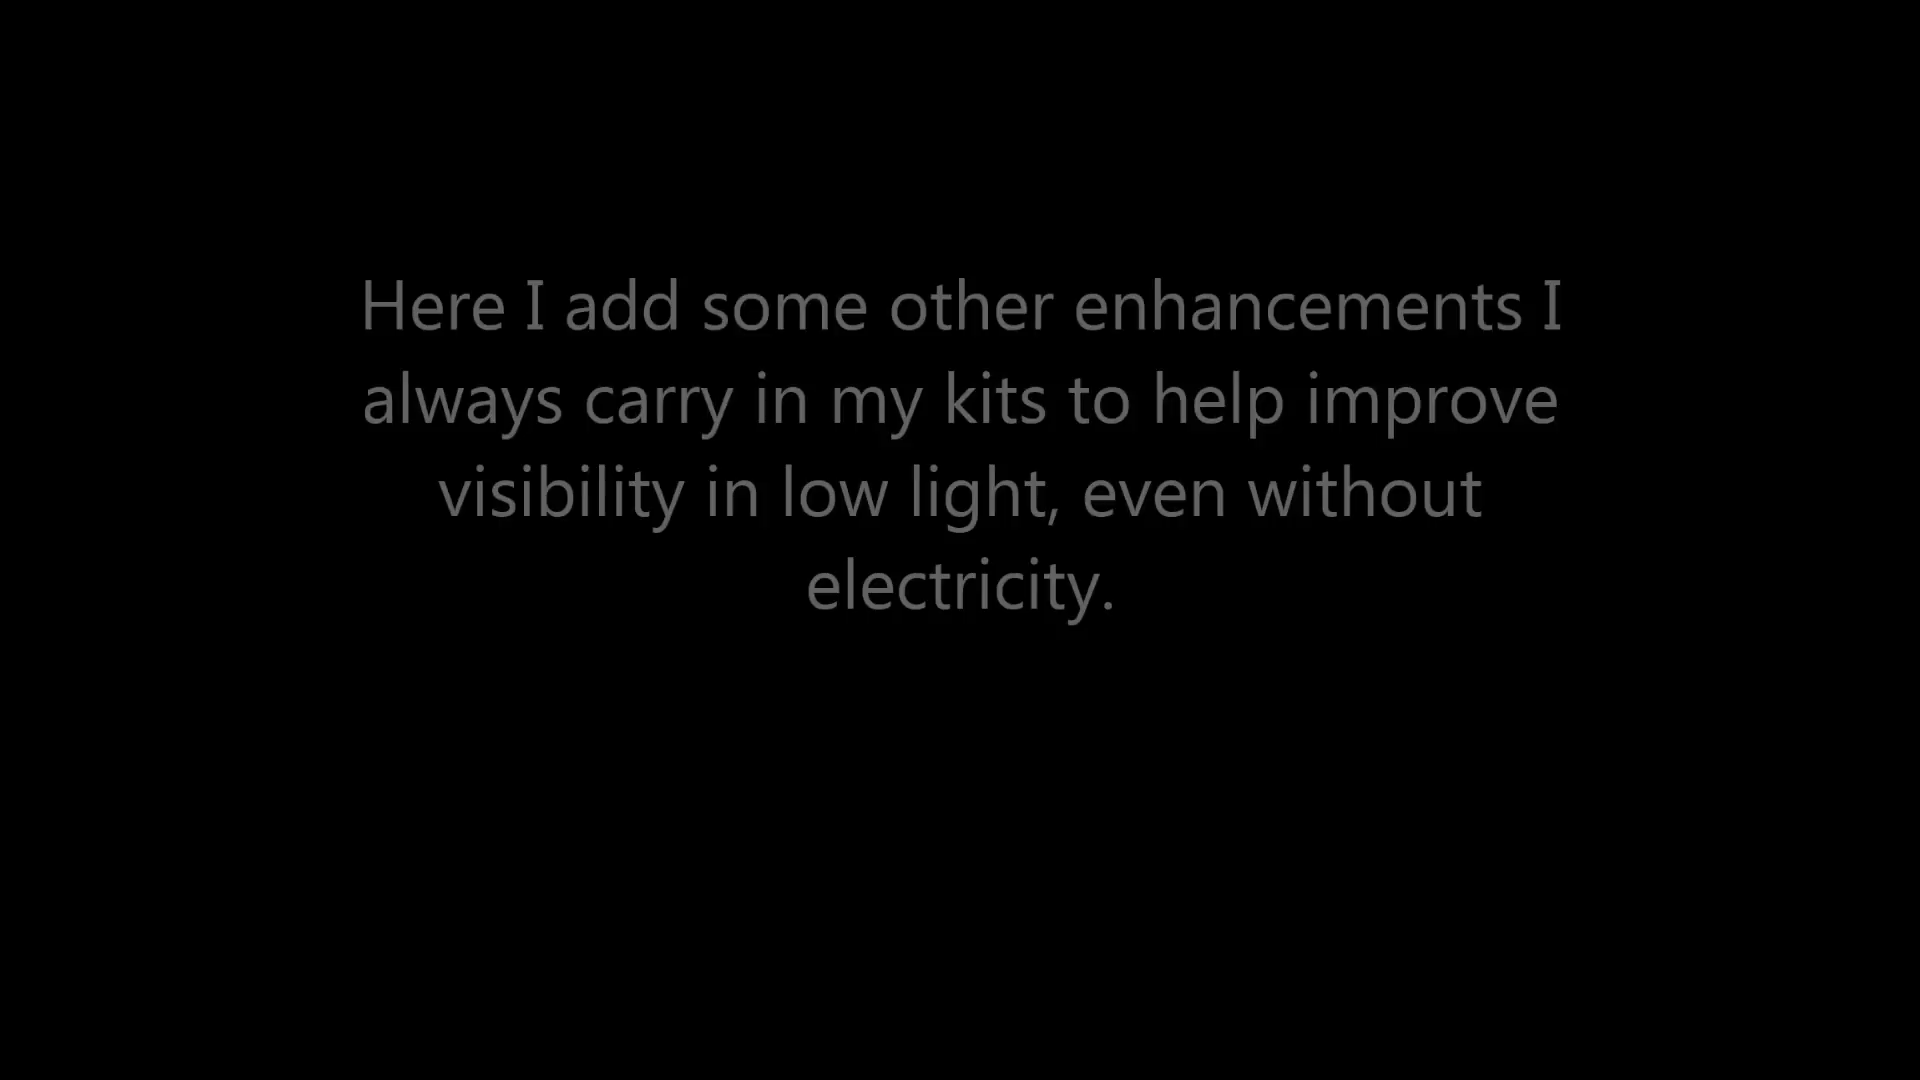 Here I add some other enhancements I
always carry in my kits to help improve
visibility in low light, even without
electricity.